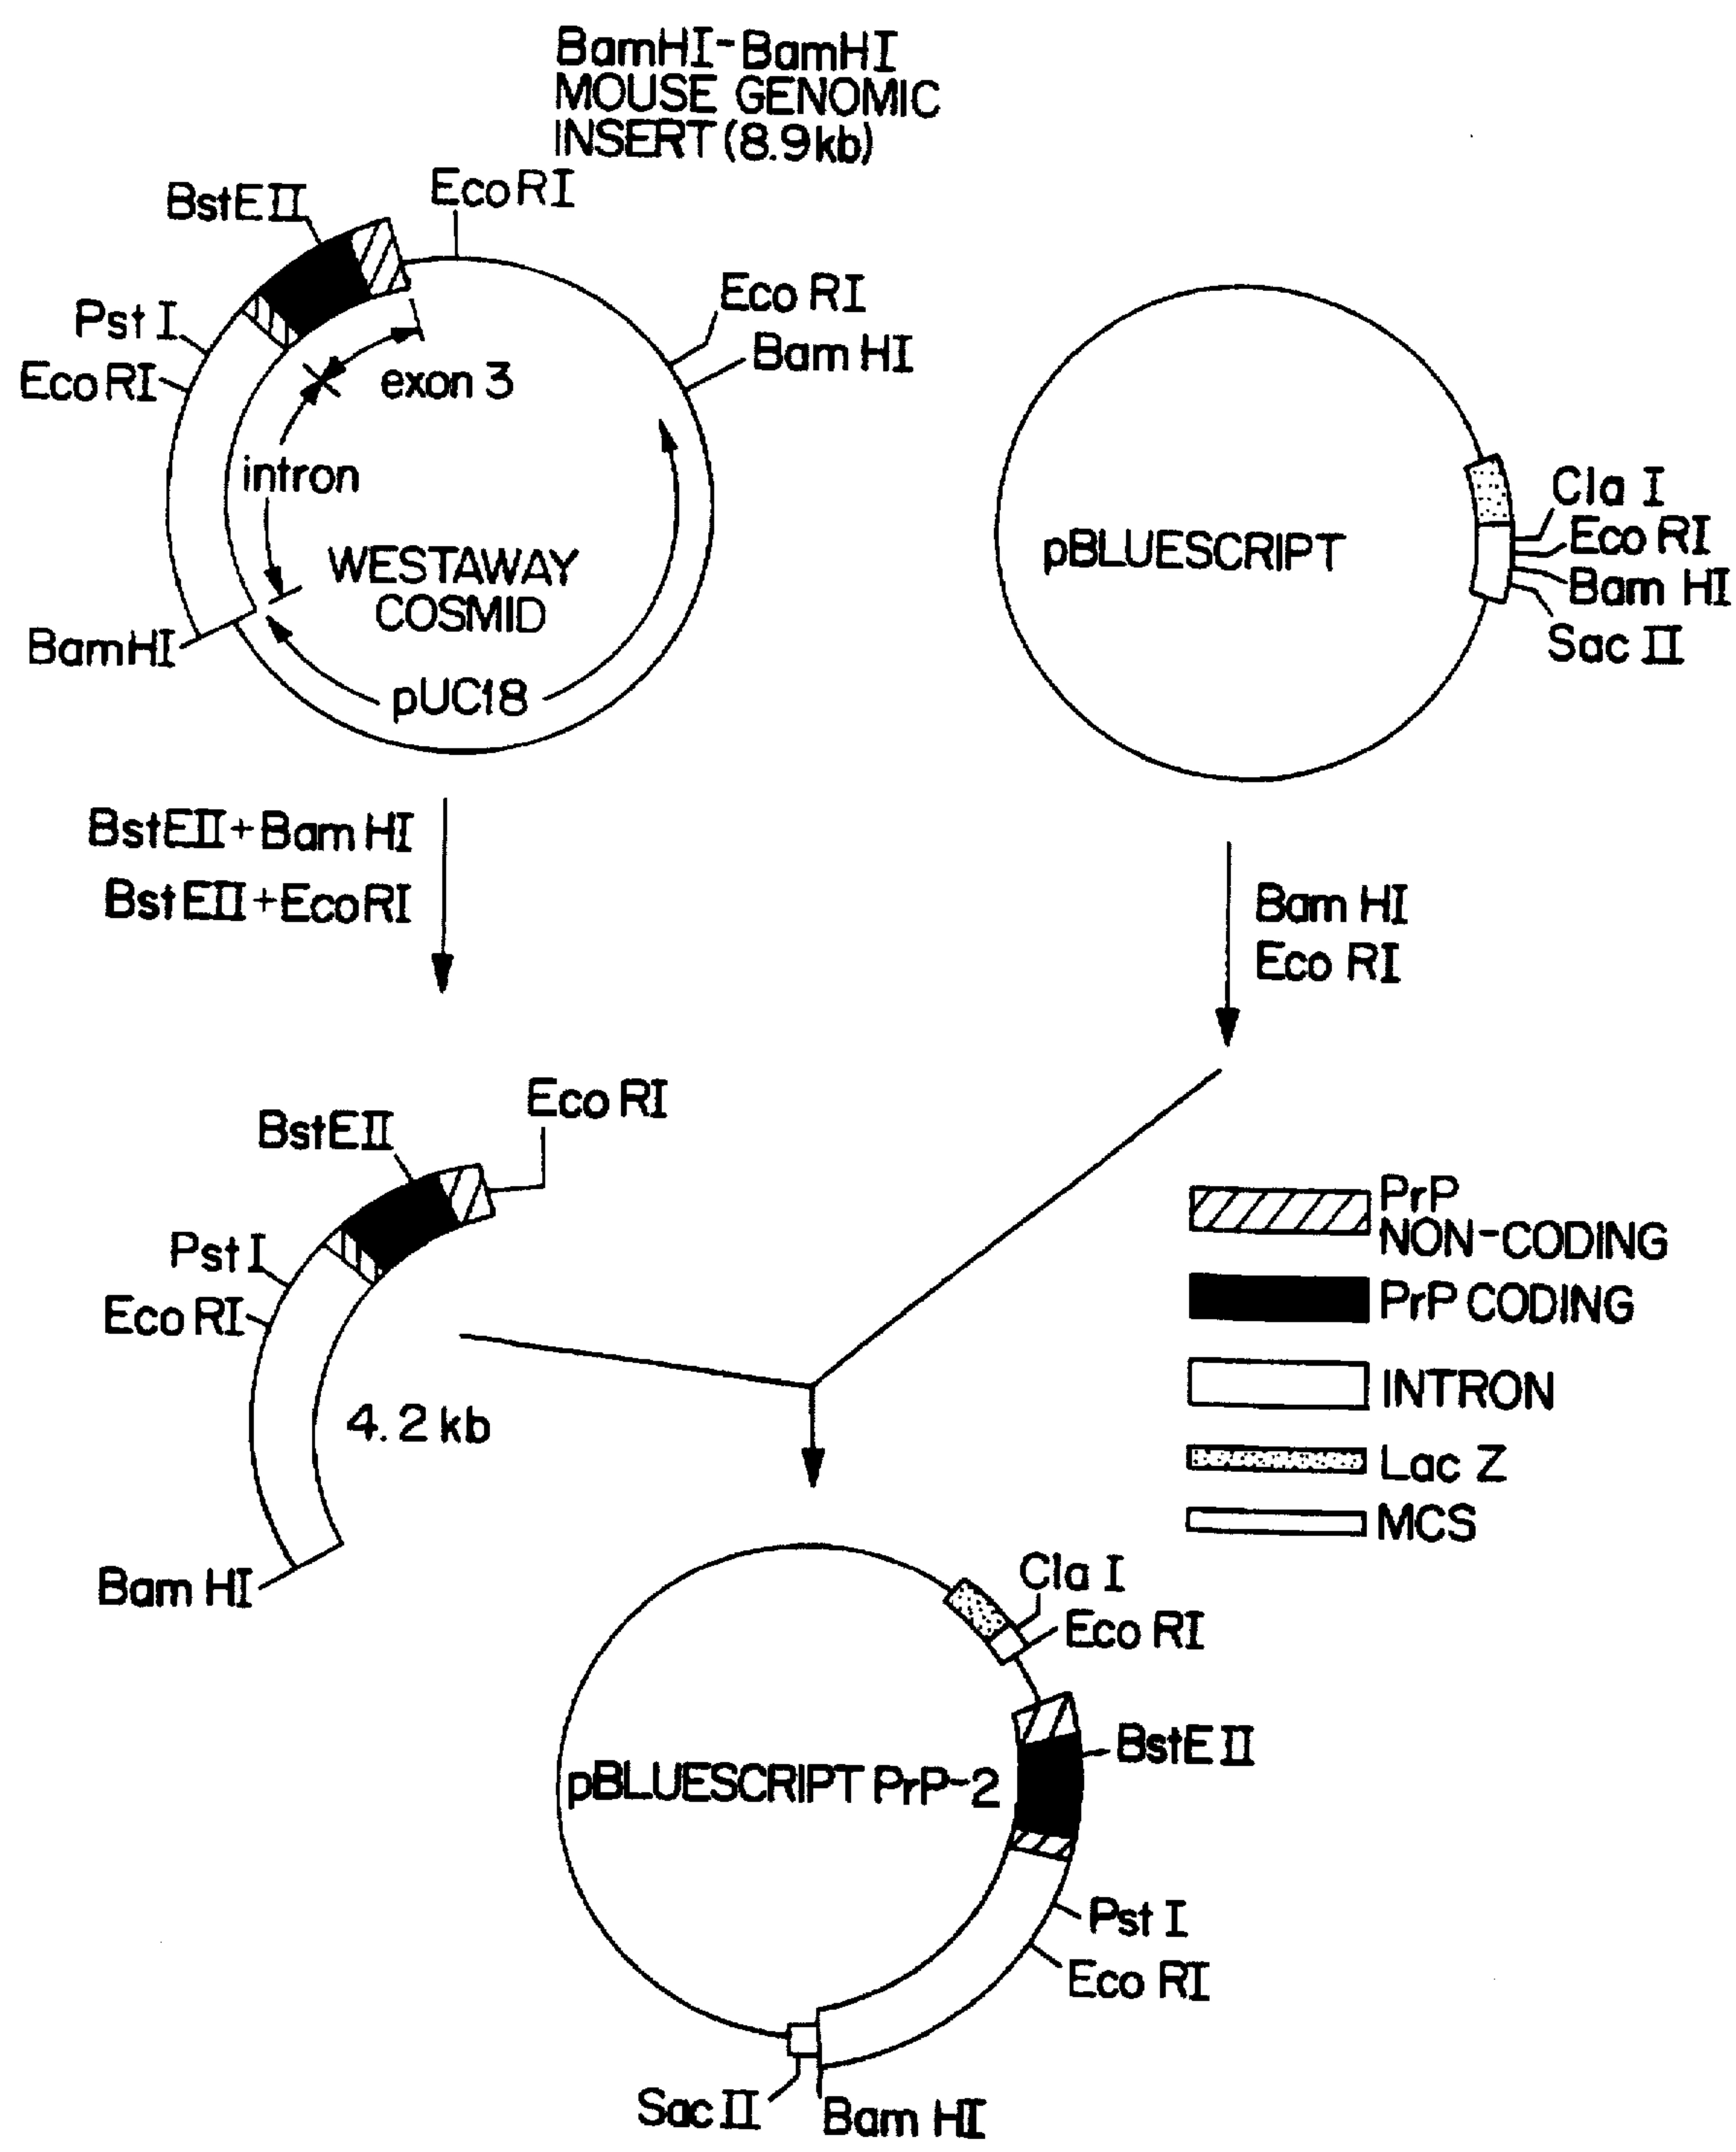 BamHI-BamHI
MOUSE GENOMIC
INSERT (8.9kb)
BstEII
EcoRI
Pst I
EcoRI
Eco RI
Bam HI
exon 3
intron
WESTAWAY
COSMID
BamHI
pUC18
pBLUESCRIPT
Cla I
Eco RI
Bam HI
Sac II
BstEII+Bam HI
BstEII+EcoRI
Bam HI
Eco RI
BstEII
Eco RI
Pst I
Eco RI
4.2 kb
Bam HI
PrP
NON-CODING
PrP CODING
INTRON
Lac Z
MCS
Cla I
Eco RI
BstE II
pBLUESCRIPT PrP-2
Pst I
Eco RI
Sac II
Bam HI